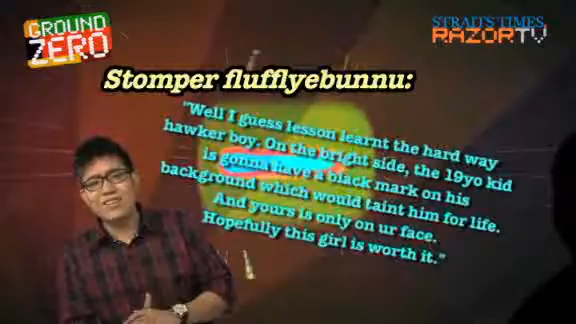 GROUND
ZERO
STRAITS TIMES
RAZORTV
Stomper flufflyebunnu:
"Well I guess lesson learnt the hard way
hawker boy. On the bright side, the 19yo kid
is gonna have a black mark on his
background which would taint him for life.
And yours is only on ur face.
Hopefully this girl is worth it."